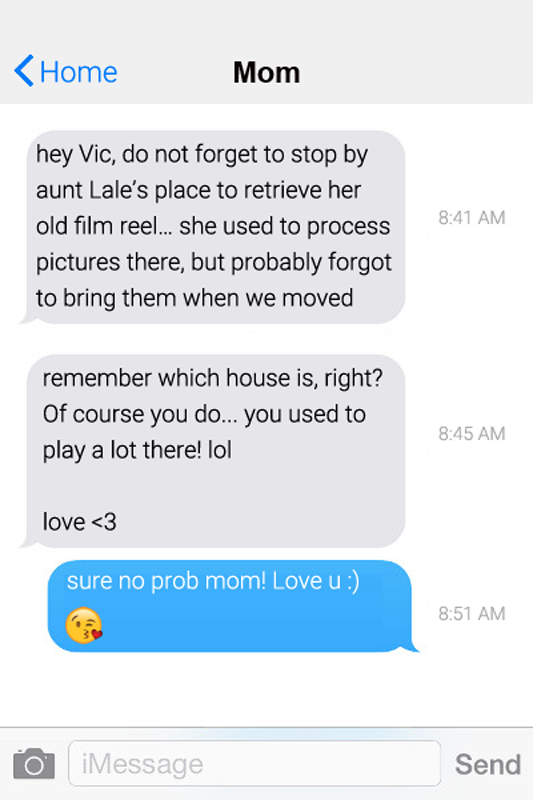 Home Mom
hey Vic, do not forget to stop by
aunt Lale’s place to retrieve her
old film reel... she used to process
pictures there, but probably forgot
to bring them when we moved
8:41 AM
remember which house is, right?
Of course you do... you used to
play a lot there! lol
love <3
8:45 AM
sure no prob mom! Love u :)
😘
8:51 AM
iMessage Send